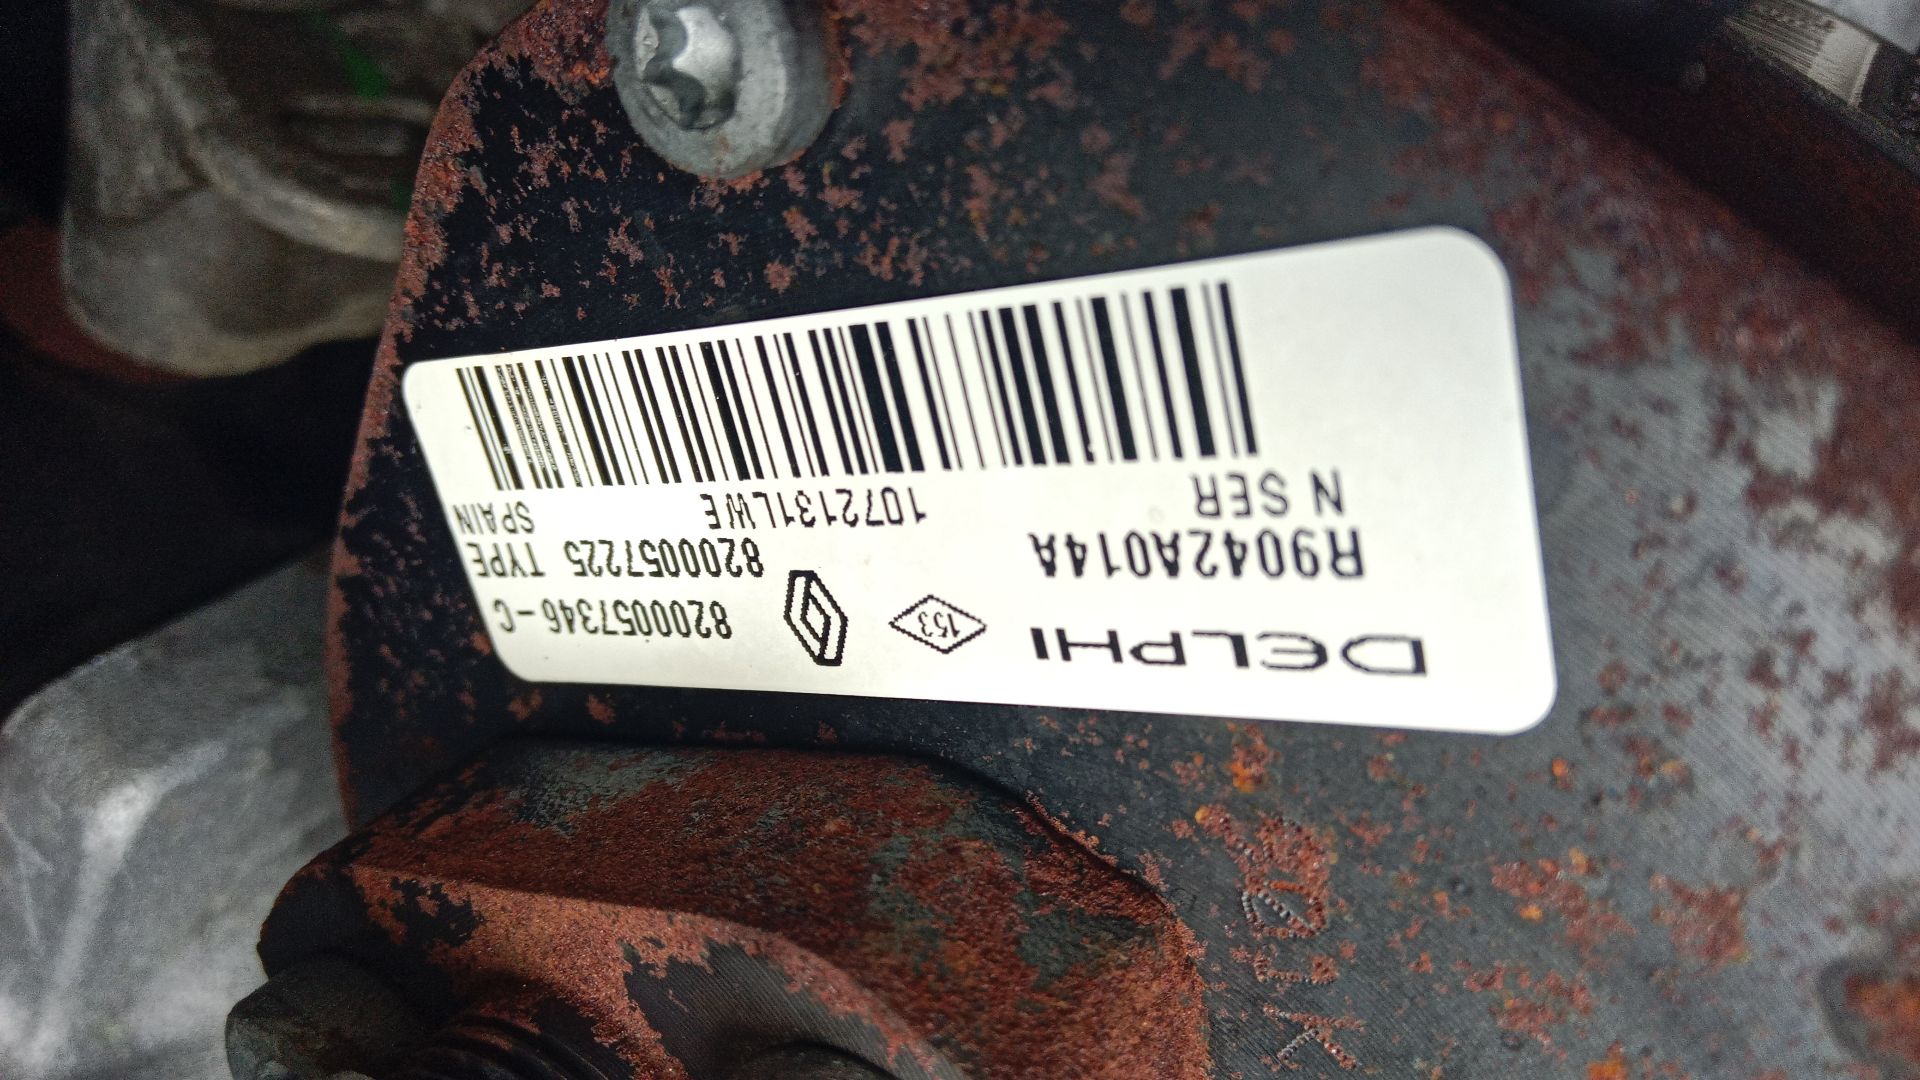 DELPHI 153 8200057346-C
R9042A014A 8200057225 TYPE
N SER 1072131LWE SPAIN